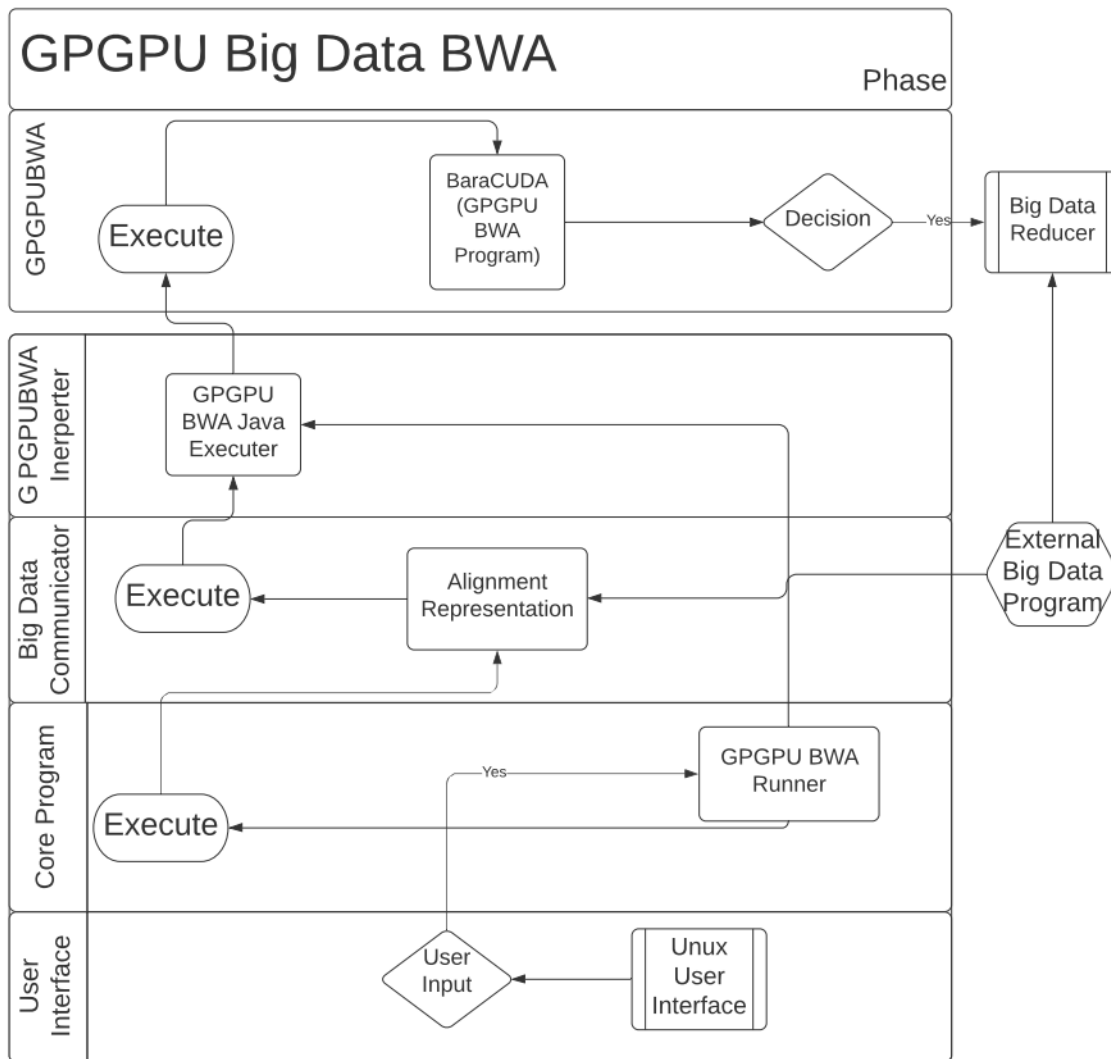 GPGPU Big Data BWA
Phase
GPGPUBWA
Execute
BaraCUDA
(GPGPU
BWA
Program)
Decision
Yes
Big Data
Reducer
G PGPUBWA
Inerperter
GPGPU
BWA Java
Executer
Big Data
Communicator
Execute
Alignment
Representation
External
Big Data
Program
Core Program
Execute
Yes
GPGPU BWA
Runner
User
Interface
User
Input
Unux
User
Interface